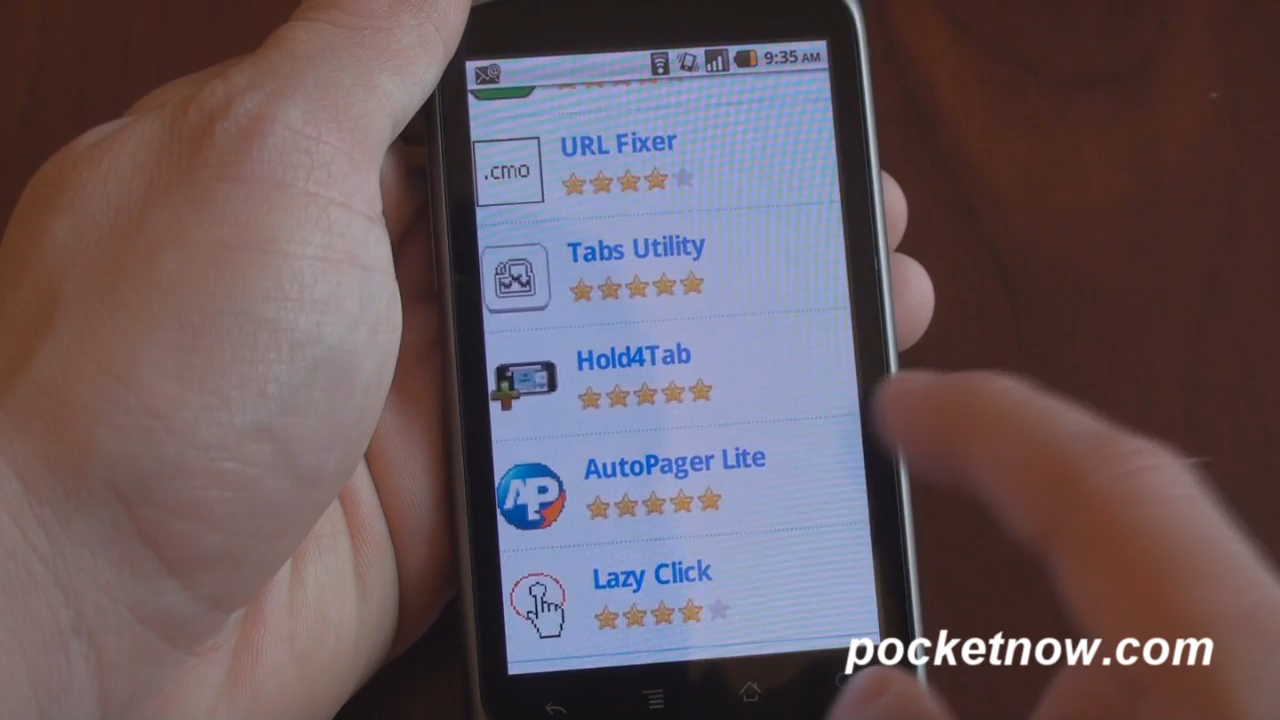 9:35 AM
URL Fixer
.cmo
Tabs Utility
Hold4Tab
AutoPager Lite
AP
Lazy Click
pocketnow.com